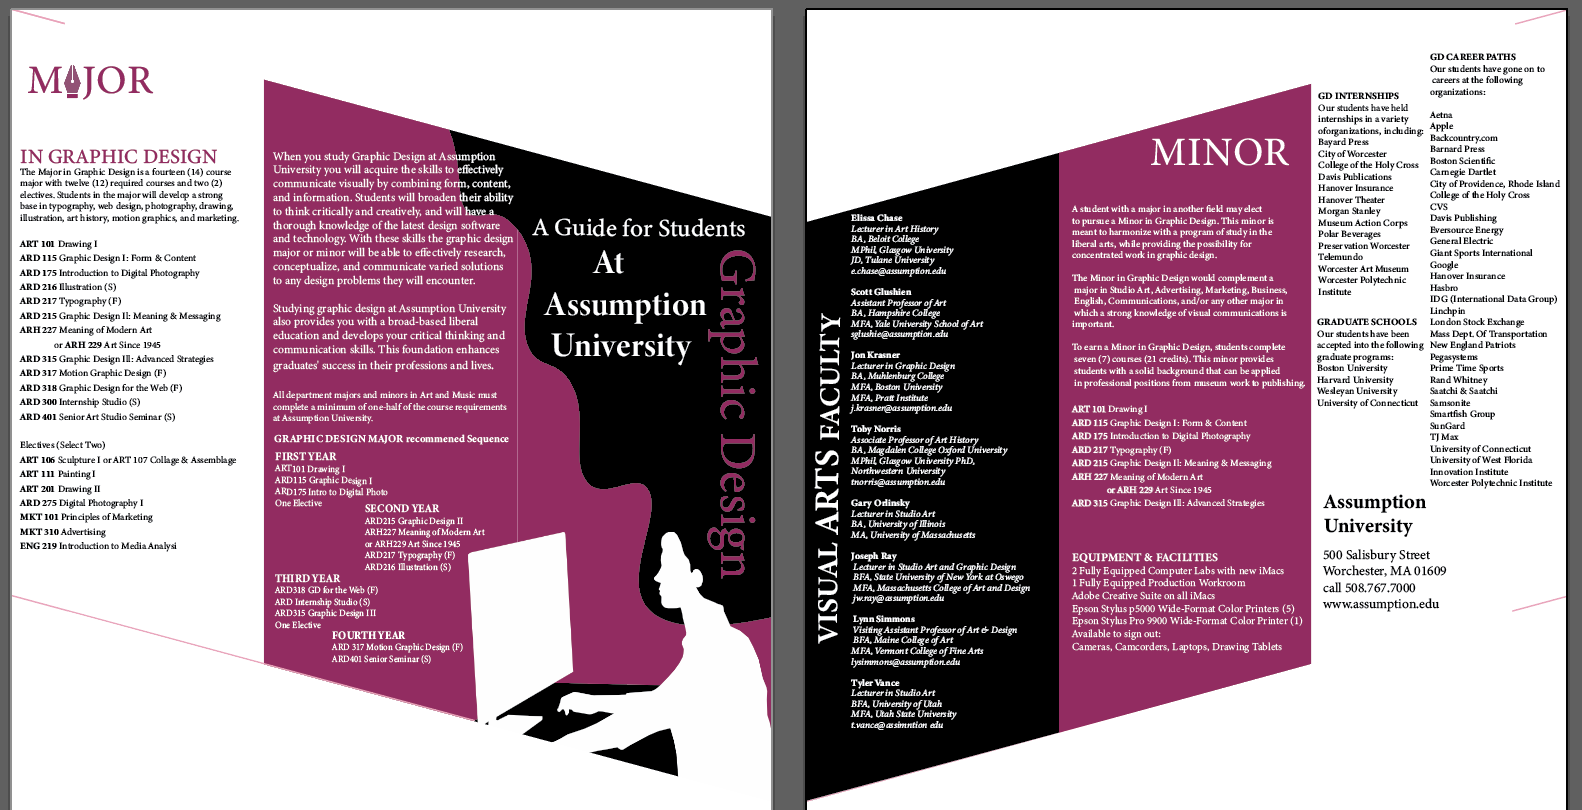 MAJOR
IN GRAPHIC DESIGN
The Major in Graphic Design is a fourteen (14) course
major with twelve (12) required courses and two (2)
electives. Students in the major will develop a strong
base in typography, web design, photography, drawing,
illustration, art history, motion graphics, and marketing.
ART 101 Drawing I
ARD 115 Graphic Design I: Form & Content
ARD 175 Introduction to Digital Photography
ARD 216 Illustration (S)
ARD 217 Typography (F)
ARD 215 Graphic Design II: Meaning & Messaging
ARH 227 Meaning of Modern Art
or ARH 229 Art Since 1945
ARD 315 Graphic Design III: Advanced Strategies
ARD 317 Motion Graphic Design (F)
ARD 318 Graphic Design for the Web (F)
ARD 300 Internship Studio (S)
ARD 401 Senior Art Studio Seminar (S)
Electives (Select Two)
ART 106 Sculpture I or ART 107 Collage & Assemblage
ART 111 Painting I
ART 201 Drawing II
ARD 275 Digital Photography I
MKT 101 Principles of Marketing
MKT 310 Advertising
ENG 219 Introduction to Media Analysi
When you study Graphic Design at Assumption
University you will acquire the skills to effectively
communicate visually by combining form, content,
and information. Students will broaden their ability
to think critically and creatively, and will have a
thorough knowledge of the latest design software
and technology. With these skills the graphic design
major or minor will be able to effectively research,
conceptualize, and communicate varied solutions
to any design problems they will encounter.
Studying graphic design at Assumption University
also provides you with a broad-based liberal
education and develops your critical thinking and
communication skills. This foundation enhances
graduates' success in their professions and lives.
All department majors and minors in Art and Music must
complete a minimum of one-half of the course requirements
at Assumption University.
GRAPHIC DESIGN MAJOR recommened Sequence
FIRST YEAR
ART101 Drawing I
ARD115 Graphic Design I
ARD175 Intro to Digital Photo
One Elective
SECOND YEAR
ARD215 Graphic Design II
ARH227 Meaning of Modern Art
or ARH229 Art Since 1945
ARD217 Typography (F)
ARD216 Illustration (S)
THIRD YEAR
ARD318 GD for the Web (F)
ARD Internship Studio (S)
ARD315 Graphic Design III
One Elective
FOURTH YEAR
ARD 317 Motion Graphic Design (F)
ARD401 Senior Seminar (S)
A Guide for Students
At
Assumption
University
Graphic Design
VISUAL ARTS FACULTY
Elissa Chase
Lecturer in Art History
BA, Beloit College
MPhil, Glasgow University
JD, Tulane University
e.chase@assumption.edu
Scott Glushien
Assistant Professor of Art
BA, Hampshire College
MFA, Yale University School of Art
sglushie@assumption.edu
Jon Krasner
Lecturer in Graphic Design
BA, Muhlenburg College
MFA, Boston University
MFA, Pratt Institute
j.krasner@assumption.edu
Toby Norris
Associate Professor of Art History
BA, Magdalen College Oxford University
MPhil, Glasgow University PhD,
Northwestern University
tnorris@assumption.edu
Gary Orlinsky
Lecturer in Studio Art
BA, University of Illinois
MA, University of Massachusetts
Joseph Ray
Lecturer in Studio Art and Graphic Design
BFA, State University of New York at Oswego
MFA, Massachusetts College of Art and Design
jw.ray@assumption.edu
Lynn Simmons
Visiting Assistant Professor of Art & Design
BFA, Maine College of Art
MFA, Vermont College of Fine Arts
lysimmons@assumption.edu
Tyler Vance
Lecturer in Studio Art
BFA, University of Utah
MFA, Utah State University
t.vance@assimntion edu
MINOR
A student with a major in another field may elect
to pursue a Minor in Graphic Design. This minor is
meant to harmonize with a program of study in the
liberal arts, while providing the possibility for
concentrated work in graphic design.
The Minor in Graphic Design would complement a
major in Studio Art, Advertising, Marketing, Business,
English, Communications, and/or any other major in
which a strong knowledge of visual communications is
important.
To earn a Minor in Graphic Design, students complete
seven (7) courses (21 credits). This minor provides
students with a solid background that can be applied
in professional positions from museum work to publishing.
ART 101 Drawing I
ARD 115 Graphic Design I: Form & Content
ARD 175 Introduction to Digital Photography
ARD 217 Typography (F)
ARD 215 Graphic Design II: Meaning & Messaging
ARH 227 Meaning of Modern Art
or ARH 229 Art Since 1945
ARD 315 Graphic Design III: Advanced Strategies
EQUIPMENT & FACILITIES
2 Fully Equipped Computer Labs with new iMacs
1 Fully Equipped Production Workroom
Adobe Creative Suite on all iMacs
Epson Stylus p5000 Wide-Format Color Printers (5)
Epson Stylus Pro 9900 Wide-Format Color Printer (1)
Available to sign out:
Cameras, Camcorders, Laptops, Drawing Tablets
GD INTERNSHIPS
Our students have held
internships in a variety
oforganizations, including:
Bayard Press
City of Worcester
College of the Holy Cross
Davis Publications
Hanover Insurance
Hanover Theater
Morgan Stanley
Museum Action Corps
Polar Beverages
Preservation Worcester
Telemundo
Worcester Art Museum
Worcester Polytechnic
Institute
GRADUATE SCHOOLS
Our students have been
accepted into the following
graduate programs:
Boston University
Harvard University
Wesleyan University
University of Connecticut
GD CAREER PATHS
Our students have gone on to
careers at the following
organizations:
Aetna
Apple
Backcountry.com
Barnard Press
Boston Scientific
Carnegie Dartlet
City of Providence, Rhode Island
College of the Holy Cross
CVS
Davis Publishing
Eversource Energy
General Electric
Giant Sports International
Google
Hanover Insurance
Hasbro
IDG (International Data Group)
Linchpin
London Stock Exchange
Mass Dept. Of Transportation
New England Patriots
Pegasystems
Prime Time Sports
Rand Whitney
Saatchi & Saatchi
Samsonite
Smartfish Group
SunGard
TJ Max
University of Connecticut
University of West Florida
Innovation Institute
Worcester Polytechnic Institute
Assumption
University
500 Salisbury Street
Worchester, MA 01609
call 508.767.7000
www.assumption.edu